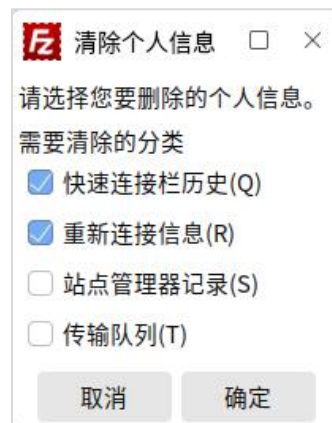 清除个人信息
请选择您要删除的个人信息。
需要清除的分类
快速连接栏历史(Q)
重新连接信息(R)
站点管理器记录(S)
传输队列(T)
取消 确定